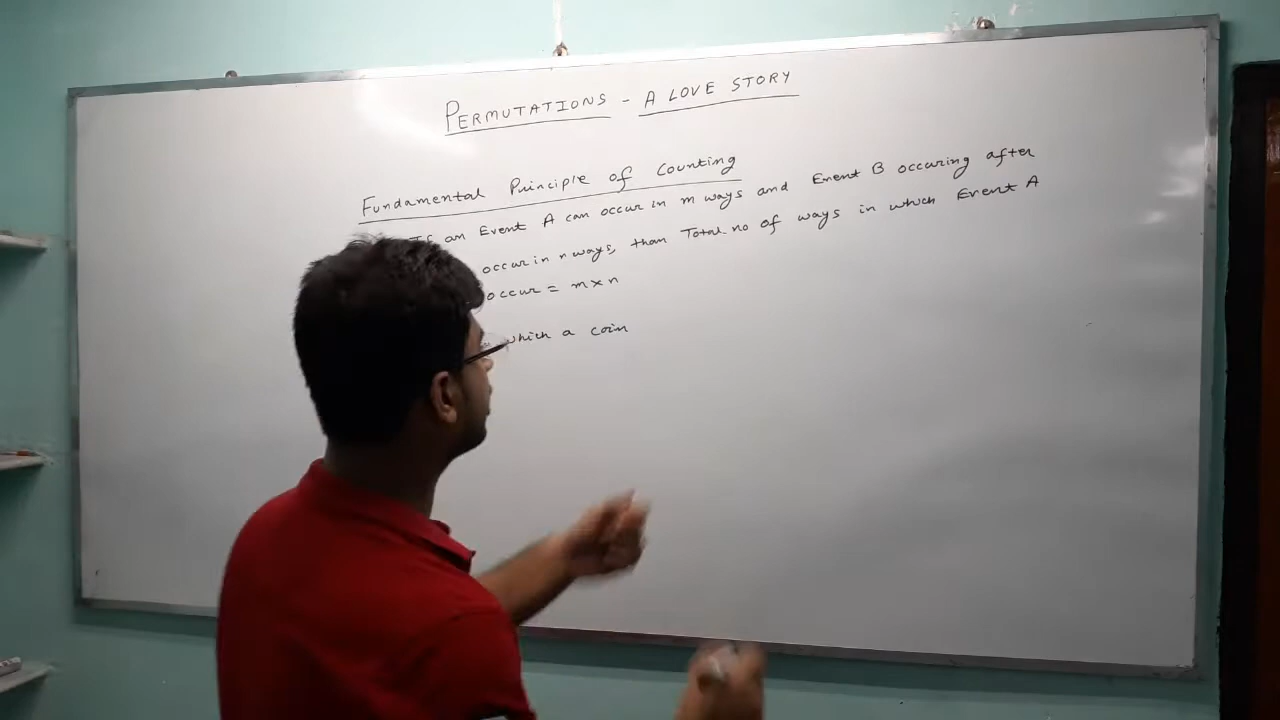 PERMUTATIONS - A LOVE STORY
Fundamental Principle of Counting
If an Event A can occur in m ways and Event B occuring after
occur in n ways, than Total no of ways in which Event A
occur = m×n
which a coin